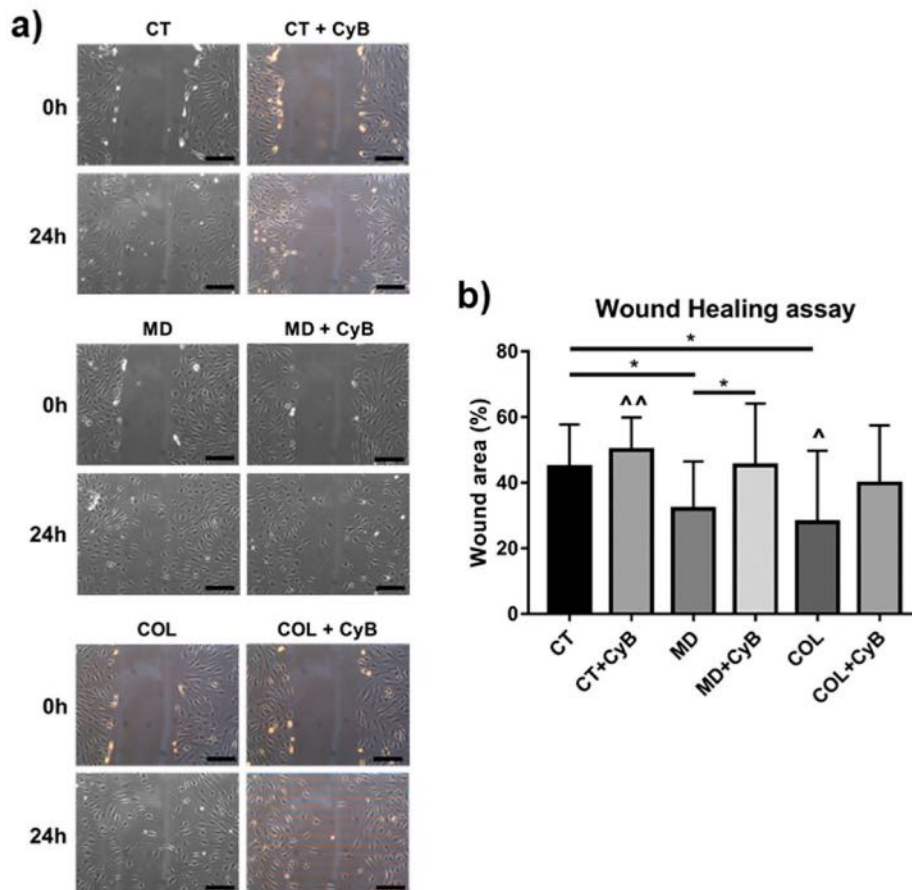 a)
CT
CT + CyB
0h
24h
MD
MD + CyB
0h
24h
COL
COL + CyB
0h
24h
b)
Wound Healing assay
*
*
*
^^
^
Wound area (%)
80
60
40
20
0
CT
CT+CyB
MD
MD+CyB
COL
COL+CyB